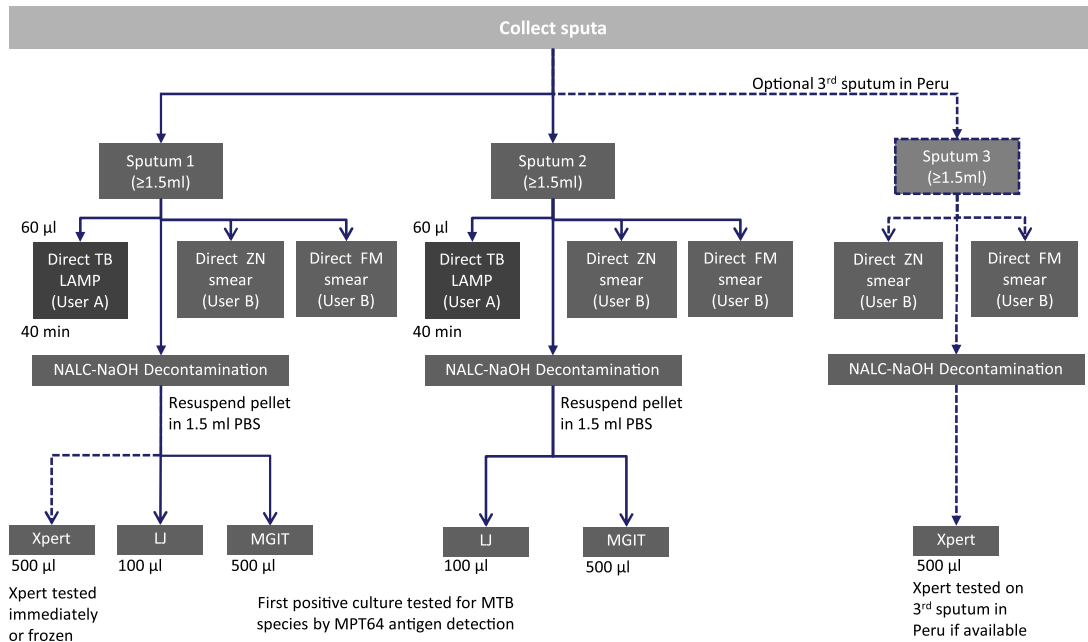 Collect sputa
Optional 3rd sputum in Peru
Sputum 1
(≥1.5ml)
Sputum 2
(≥1.5ml)
Sputum 3
(≥1.5ml)
60 µl
Direct TB
LAMP
(User A)
40 min
Direct ZN
smear
(User B)
Direct FM
smear
(User B)
60 µl
Direct TB
LAMP
(User A)
40 min
Direct ZN
smear
(User B)
Direct FM
smear
(User B)
Direct ZN
smear
(User B)
Direct FM
smear
(User B)
NALC-NaOH Decontamination
NALC-NaOH Decontamination
NALC-NaOH Decontamination
Resuspend pellet
in 1.5 ml PBS
Resuspend pellet
in 1.5 ml PBS
Xpert
500 µl
Xpert tested
immediately
or frozen
LJ
100 µl
MGIT
500 µl
LJ
100 µl
MGIT
500 µl
First positive culture tested for MTB
species by MPT64 antigen detection
Xpert
500 µl
Xpert tested on
3rd sputum in
Peru if available